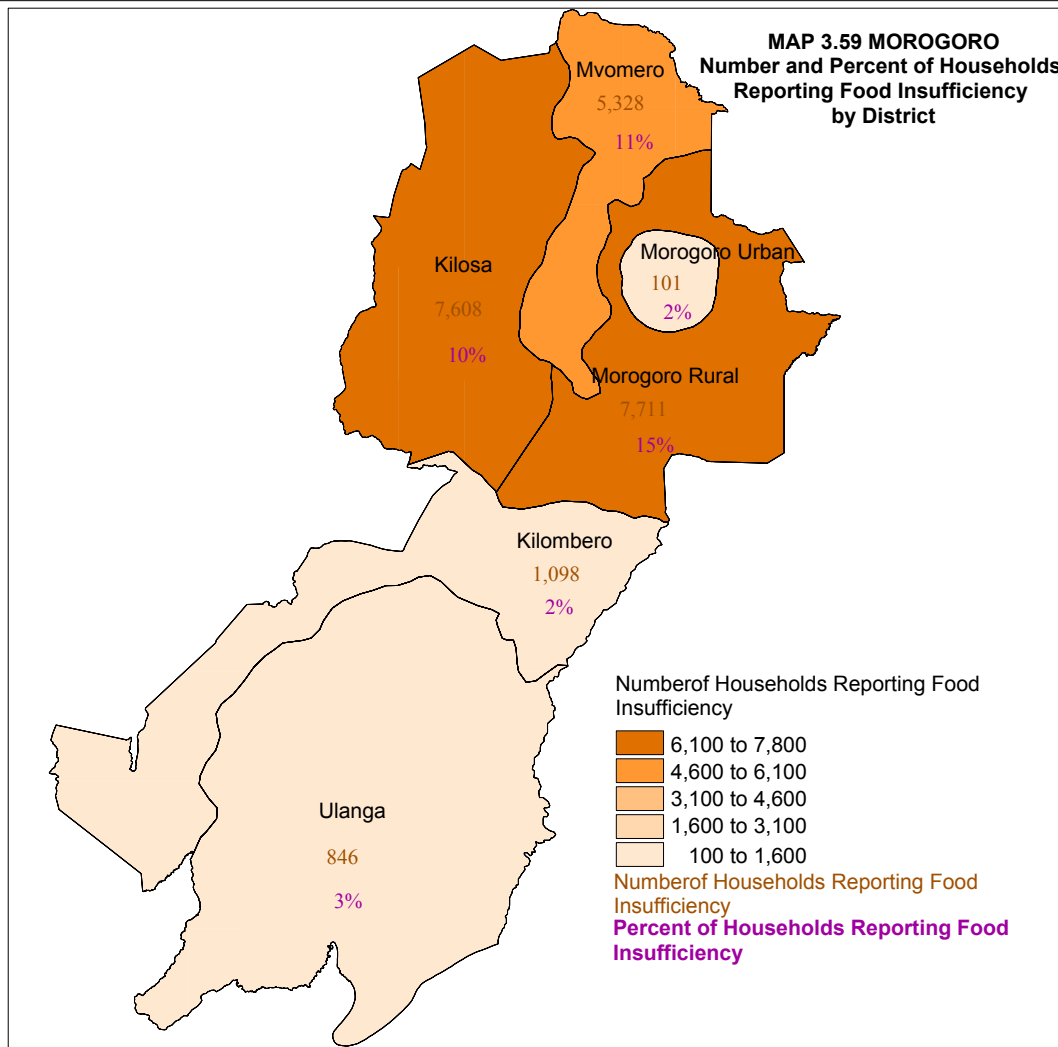 MAP 3.59 MOROGORO
Number and Percent of Households
Reporting Food Insufficiency
by District
Mvomero
5,328
11%
Morogoro Urban
101
2%
Kilosa
7,608
10%
Morogoro Rural
7,711
15%
Kilombero
1,098
2%
Ulanga
846
3%
Numberof Households Reporting Food
Insufficiency
6,100 to 7,800
4,600 to 6,100
3,100 to 4,600
1,600 to 3,100
100 to 1,600
Numberof Households Reporting Food
Insufficiency
Percent of Households Reporting Food
Insufficiency